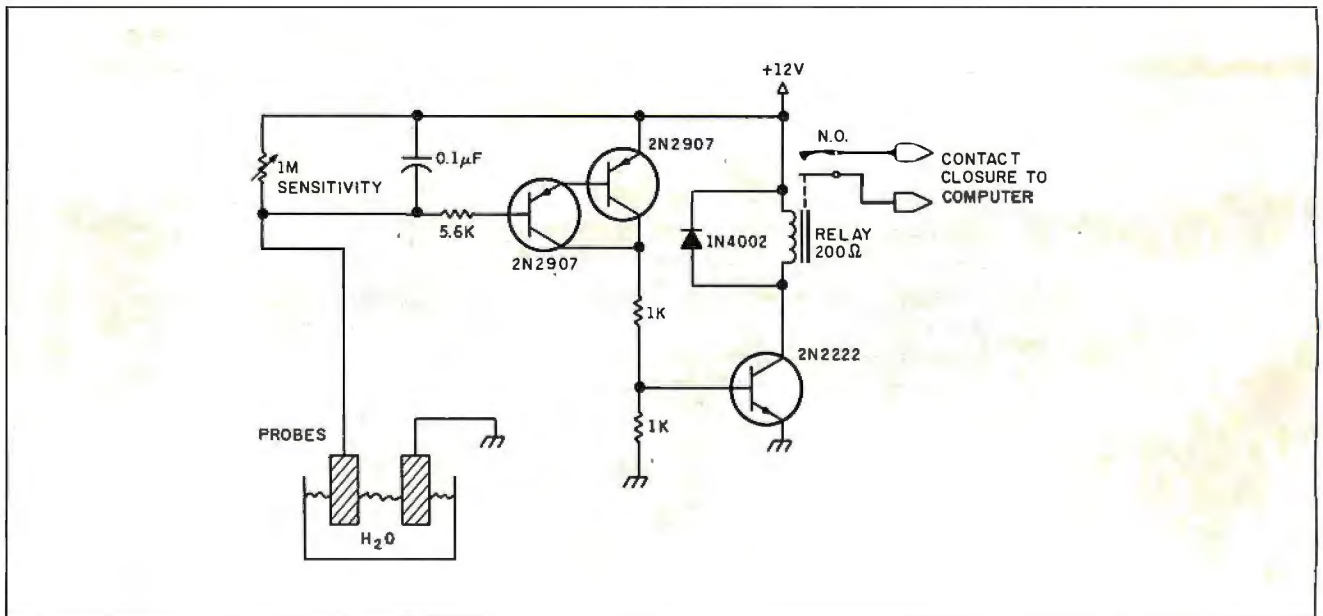 +12V
2N2907
N.O.
1M
SENSITIVITY
0.1µF
CONTACT
CLOSURE TO
COMPUTER
5.6K
2N2907
1N4002
RELAY
200Ω
1K
2N2222
1K
PROBES
H₂O